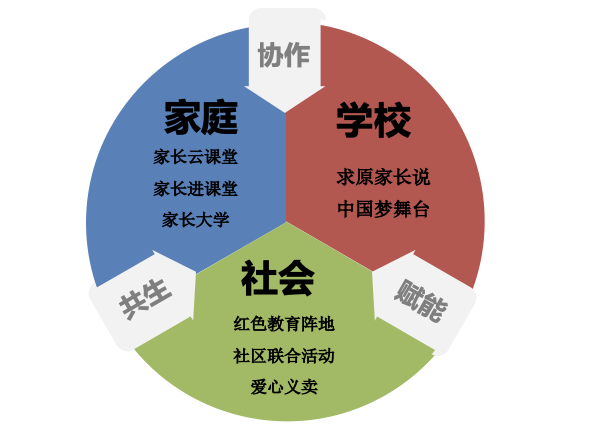 协作
家庭
家长云课堂
家长进课堂
家长大学
学校
求原家长说
中国梦舞台
共生
社会
红色教育阵地
社区联合活动
爱心义卖
赋能